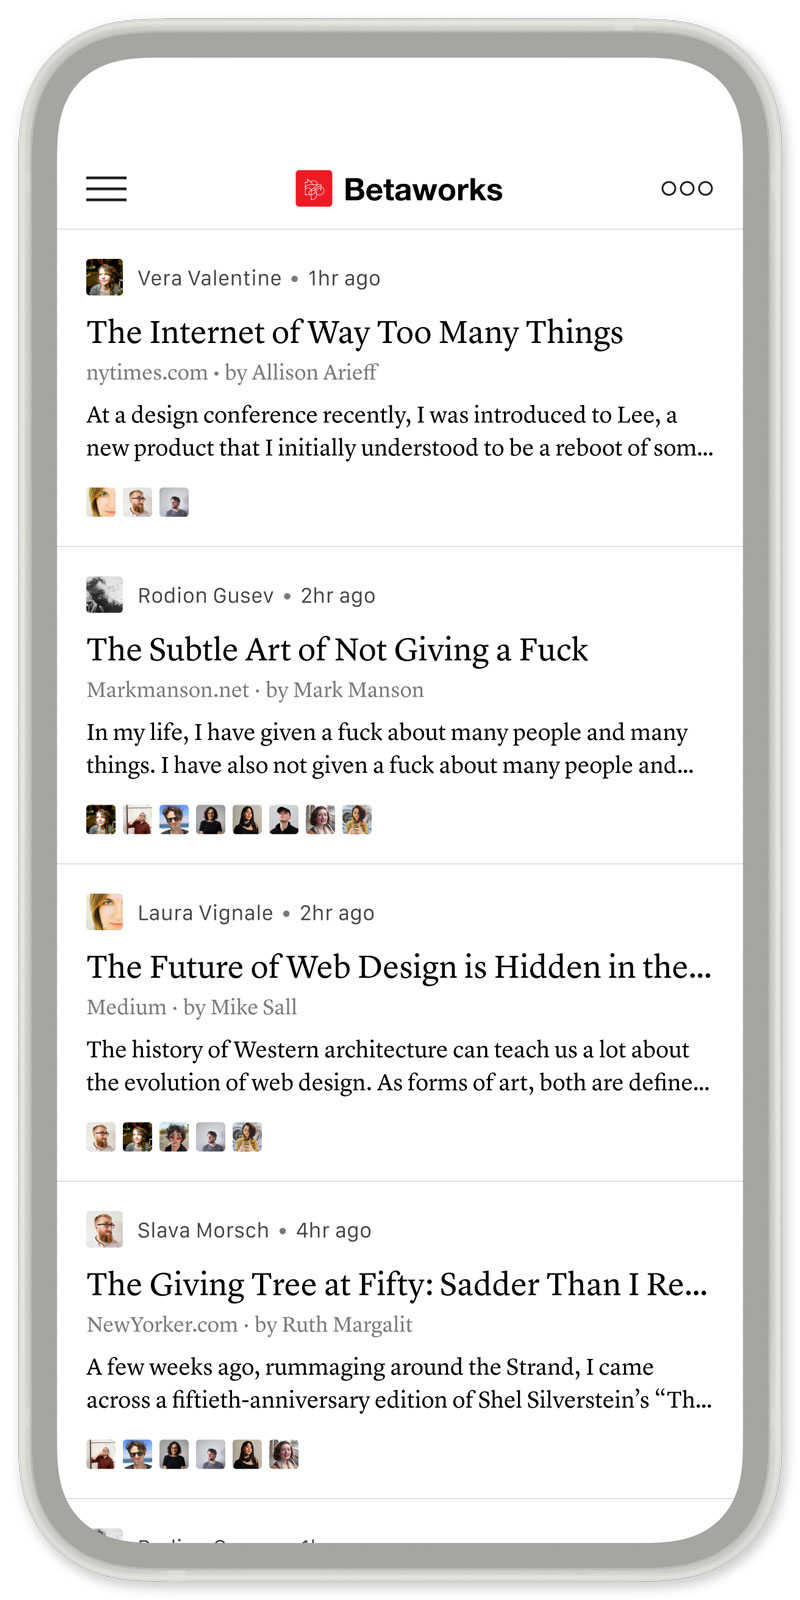 Betaworks
Vera Valentine • 1hr ago
The Internet of Way Too Many Things
nytimes.com · by Allison Arieff
At a design conference recently, I was introduced to Lee, a
new product that I initially understood to be a reboot of som...
Rodion Gusev • 2hr ago
The Subtle Art of Not Giving a Fuck
Markmanson.net · by Mark Manson
In my life, I have given a fuck about many people and many
things. I have also not given a fuck about many people and...
Laura Vignale • 2hr ago
The Future of Web Design is Hidden in the...
Medium · by Mike Sall
The history of Western architecture can teach us a lot about
the evolution of web design. As forms of art, both are define...
Slava Morsch • 4hr ago
The Giving Tree at Fifty: Sadder Than I Re...
NewYorker.com · by Ruth Margalit
A few weeks ago, rummaging around the Strand, I came
across a fiftieth-anniversary edition of Shel Silverstein’s “Th...